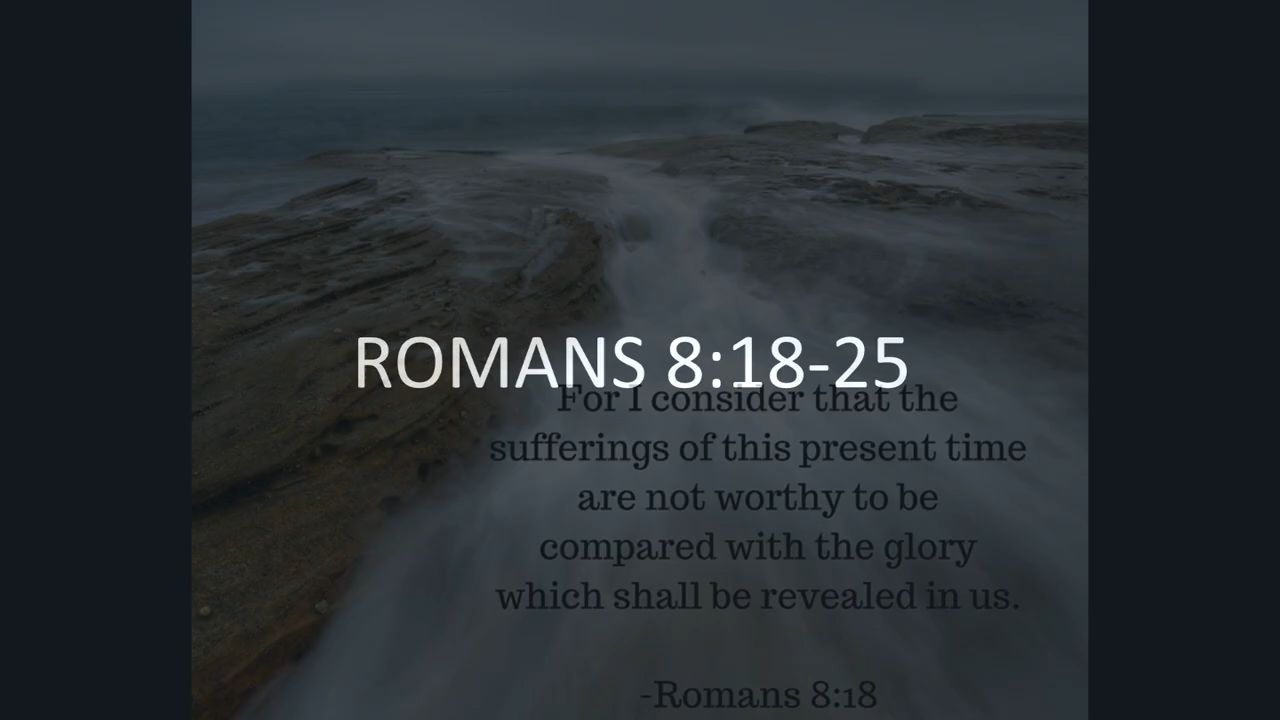 ROMANS 8:18-25
For I consider that the
sufferings of this present time
are not worthy to be
compared with the glory
which shall be revealed in us.
-Romans 8:18